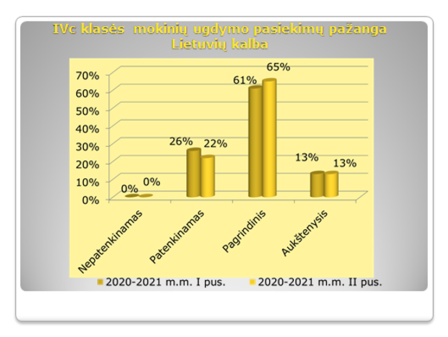 IVc klasės mokinių ugdymo pasiekimų pažanga
Lietuvių kalba
70%
60%
50%
40%
30%
20%
10%
0%
0%
0%
26%
22%
61%
65%
13%
13%
Nepatenkinamas
Patenkinamas
Pagrindinis
Aukštenysis
2020-2021 m.m. I pus.
2020-2021 m.m. II pus.